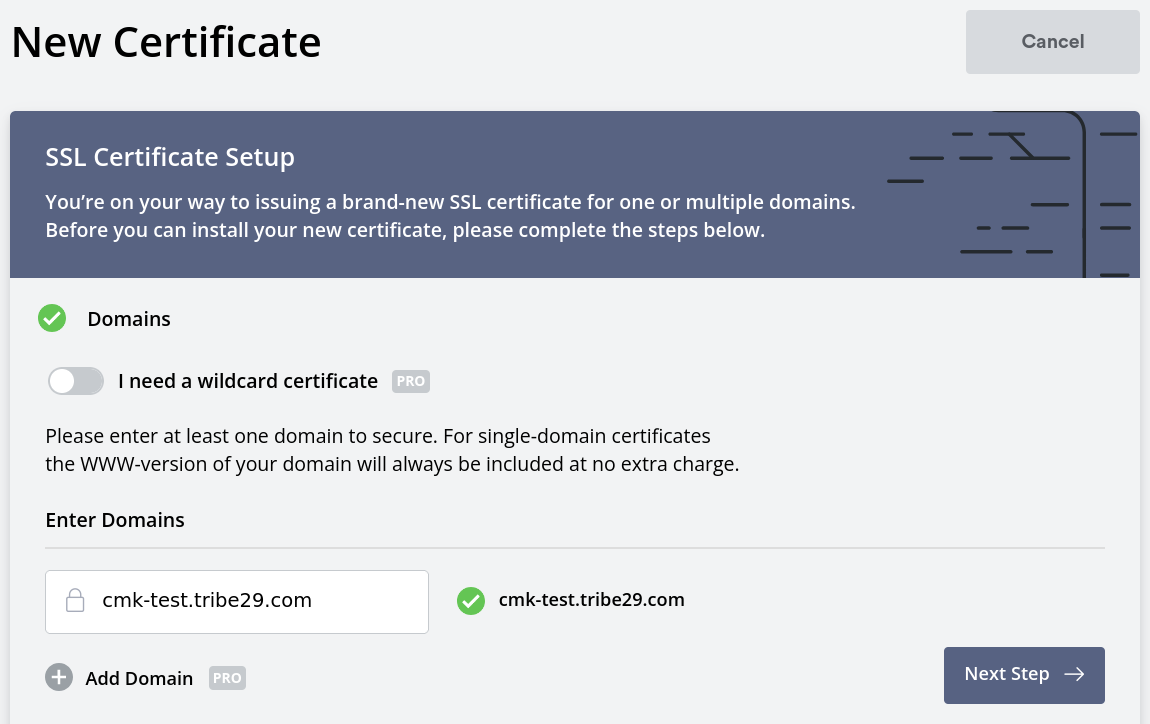 New Certificate
Cancel
SSL Certificate Setup
You’re on your way to issuing a brand-new SSL certificate for one or multiple domains.
Before you can install your new certificate, please complete the steps below.
Domains
I need a wildcard certificate PRO
Please enter at least one domain to secure. For single-domain certificates
the WWW-version of your domain will always be included at no extra charge.
Enter Domains
cmk-test.tribe29.com
cmk-test.tribe29.com
Add Domain PRO
Next Step